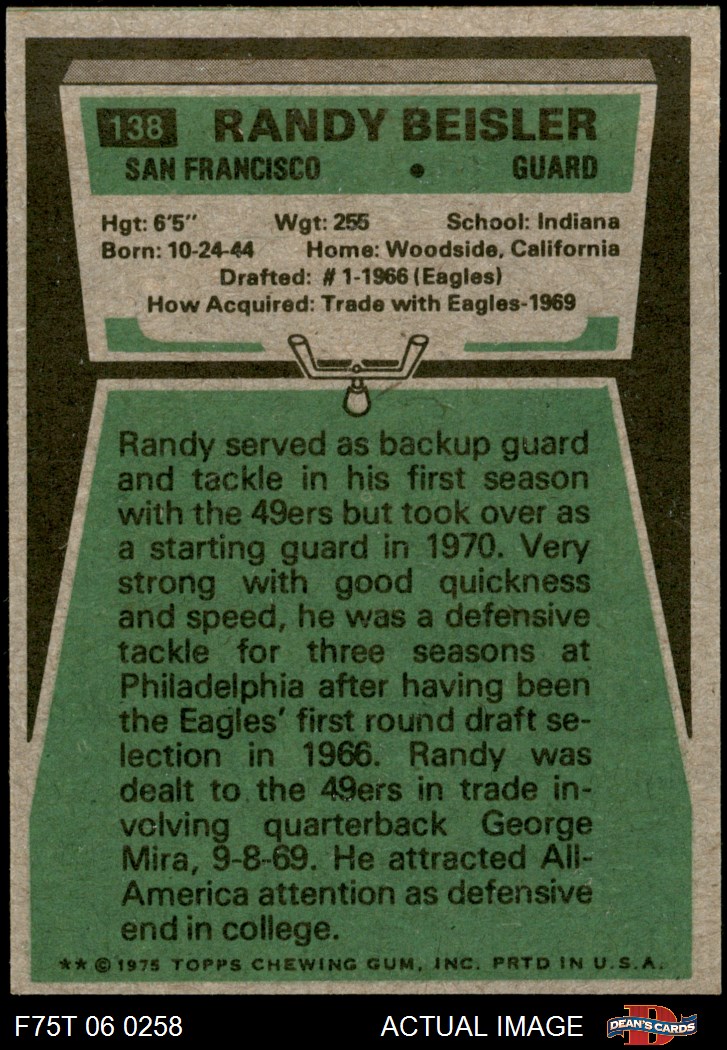 138 RANDY BEISLER
SAN FRANCISCO • GUARD
Hgt: 6'5" Wgt: 255 School: Indiana
Born: 10-24-44 Home: Woodside, California
Drafted: #1-1966 (Eagles)
How Acquired: Trade with Eagles-1969
Randy served as backup guard
and tackle in his first season
with the 49ers but took over as
a starting guard in 1970. Very
strong with good quickness
and speed, he was a defensive
tackle for three seasons at
Philadelphia after having been
the Eagles' first round draft se-
lection in 1966. Randy was
dealt to the 49ers in trade in-
volving quarterback George
Mira, 9-8-69. He attracted All-
America attention as defensive
end in college.
** © 1975 TOPPS CHEWING GUM, INC. PRTD IN U.S.A.
F75T 06 0258 ACTUAL IMAGE DEAN'S CARDS